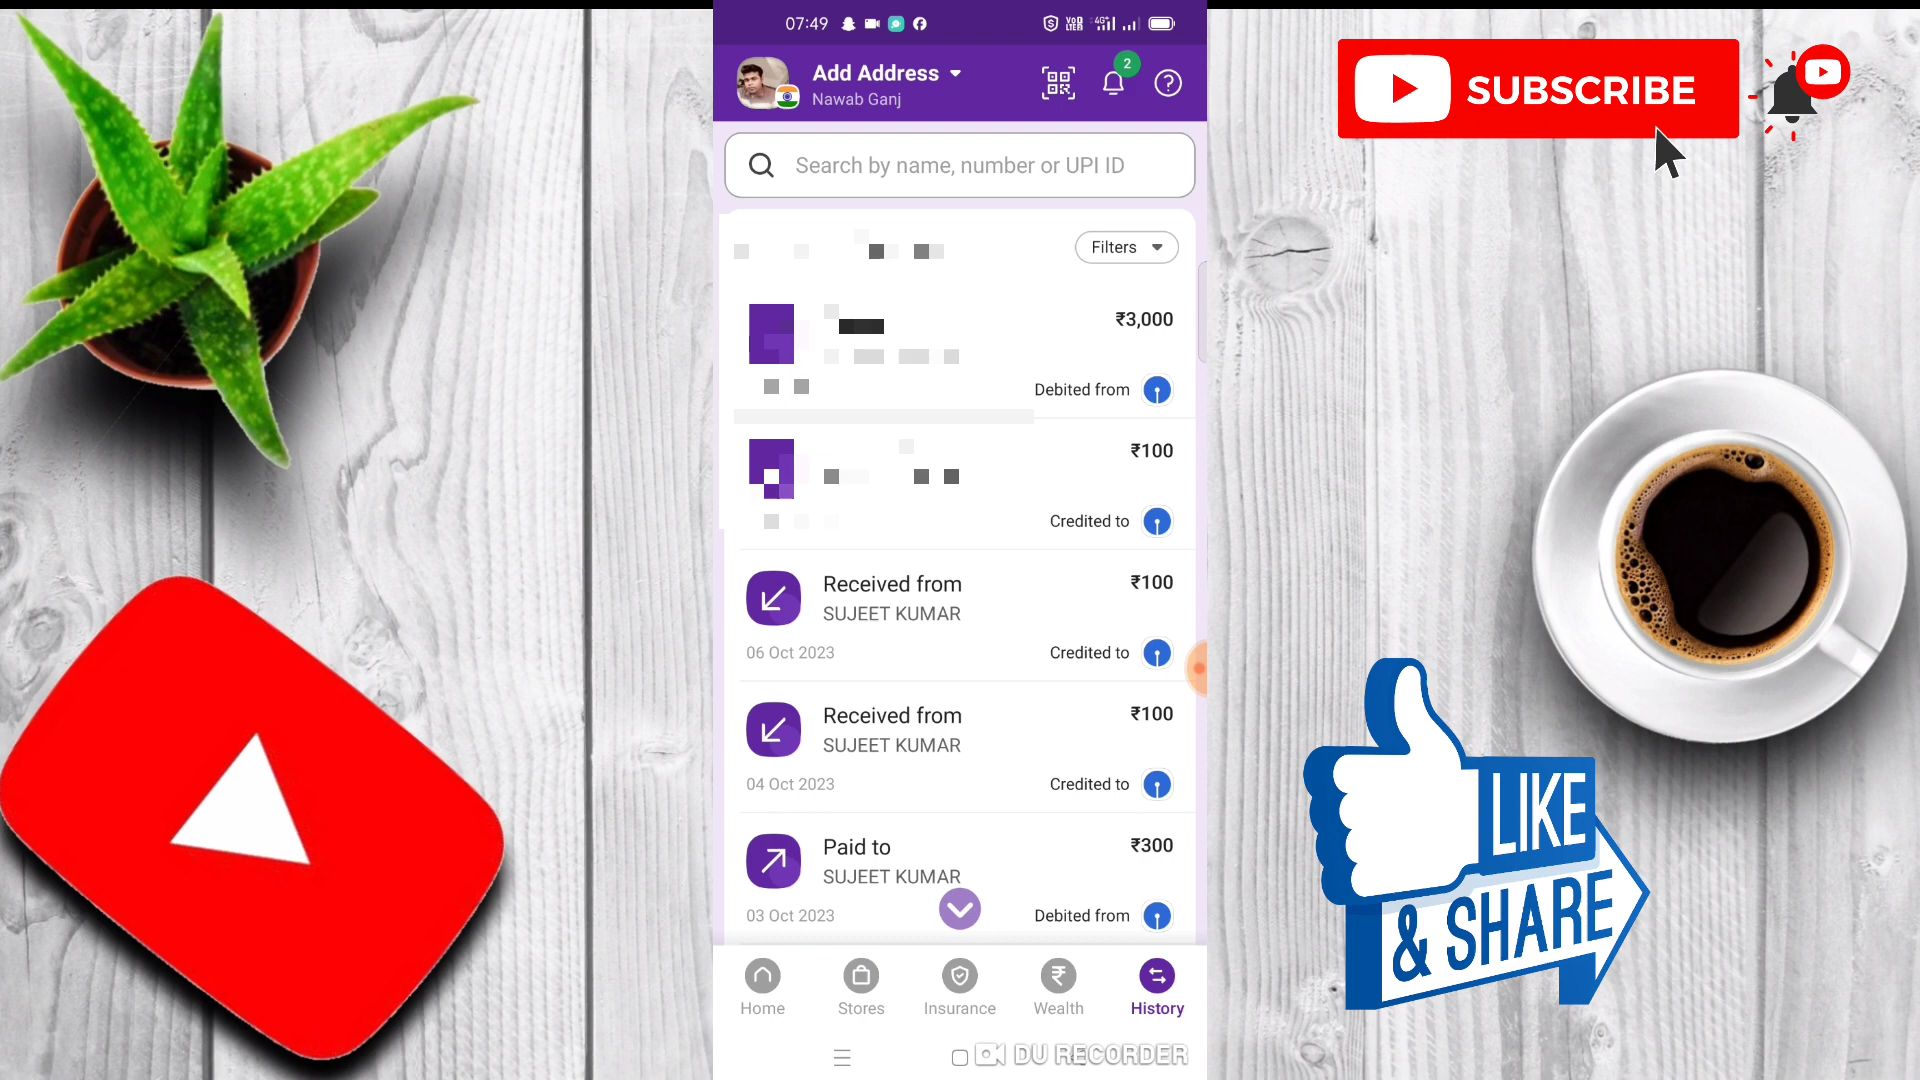 07:49
Add Address
Nawab Ganj
2
Search by name, number or UPI ID
Filters
₹3,000
Debited from
₹100
Credited to
Received from
₹100
SUJEET KUMAR
06 Oct 2023
Credited to
Received from
₹100
SUJEET KUMAR
04 Oct 2023
Credited to
Paid to
₹300
SUJEET KUMAR
03 Oct 2023
Debited from
Home
Stores
Insurance
Wealth
History
DU RECORDER
SUBSCRIBE
LIKE
& SHARE